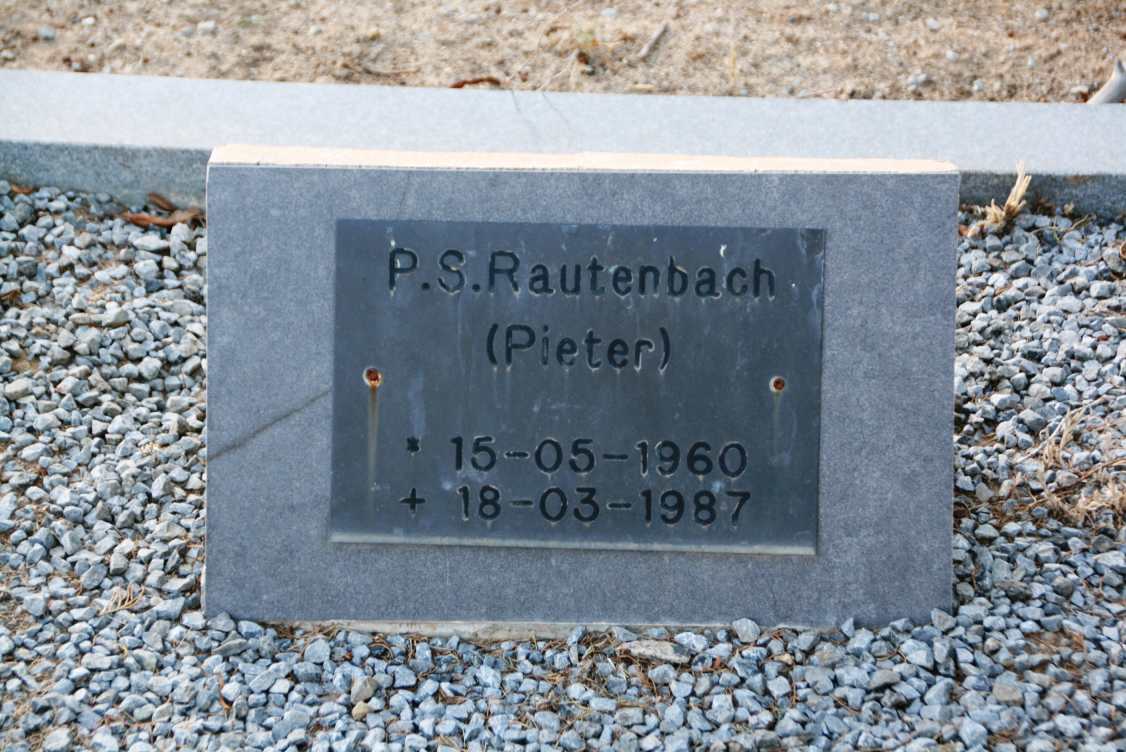 P.S.Rautenbach
(Pieter)
* 15-05-1960
+ 18-03-1987